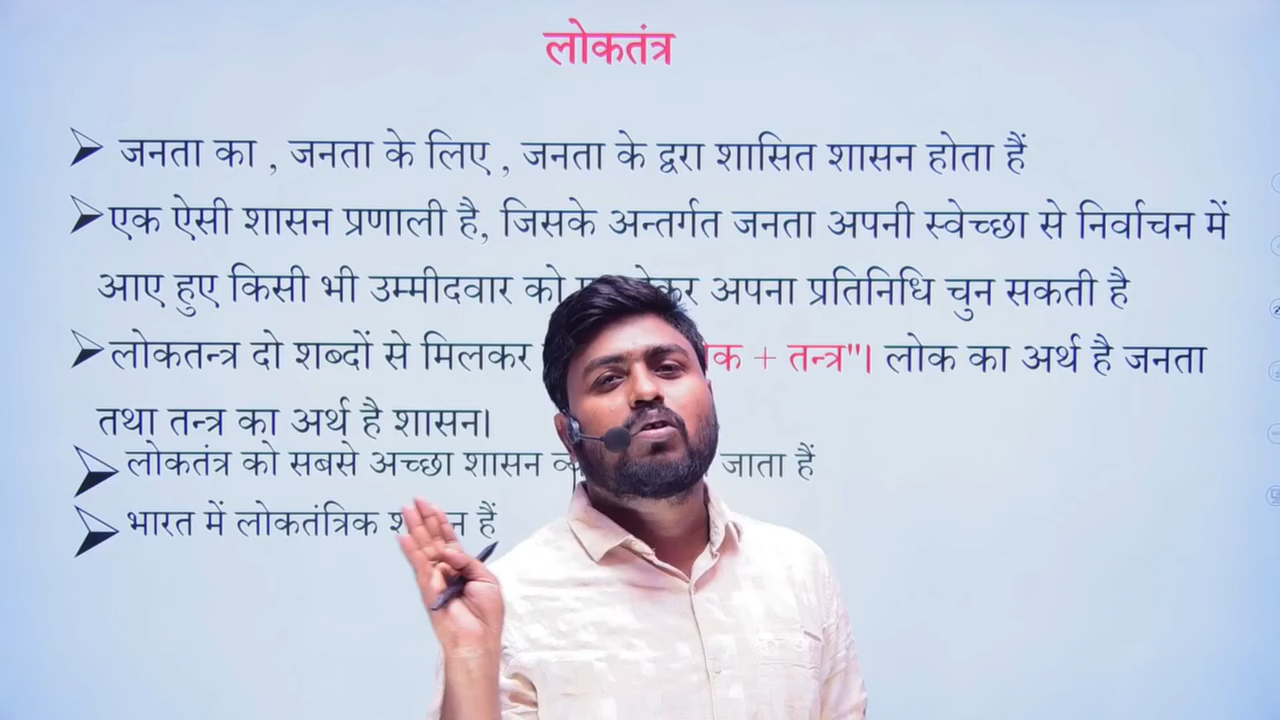 लोकतंत्र
जनता का , जनता के लिए , जनता के द्वरा शासित शासन होता हैं
एक ऐसी शासन प्रणाली है, जिसके अन्तर्गत जनता अपनी स्वेच्छा से निर्वाचन में
आए हुए किसी भी उम्मीदवार को अपना प्रतिनिधि चुन सकती है
लोकतन्त्र दो शब्दों से मिलकर + तन्त्र"। लोक का अर्थ है जनता
तथा तन्त्र का अर्थ है शासन।
लोकतंत्र को सबसे अच्छा शासन जाता हैं
भारत में लोकतंत्रिक हैं